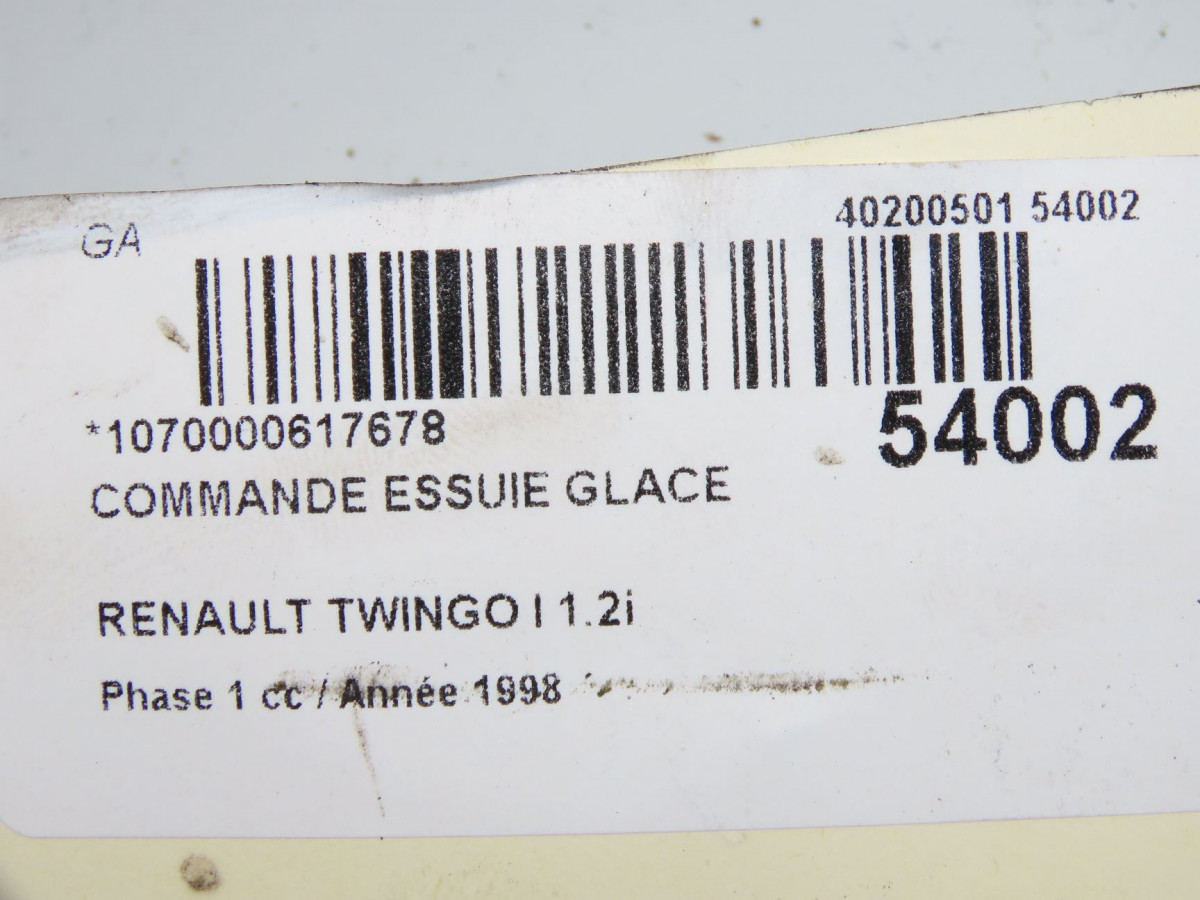 GA
40200501 54002
*1070000617678
54002
COMMANDE ESSUIE GLACE
RENAULT TWINGO I 1.2i
Phase 1 cc / Année 1998